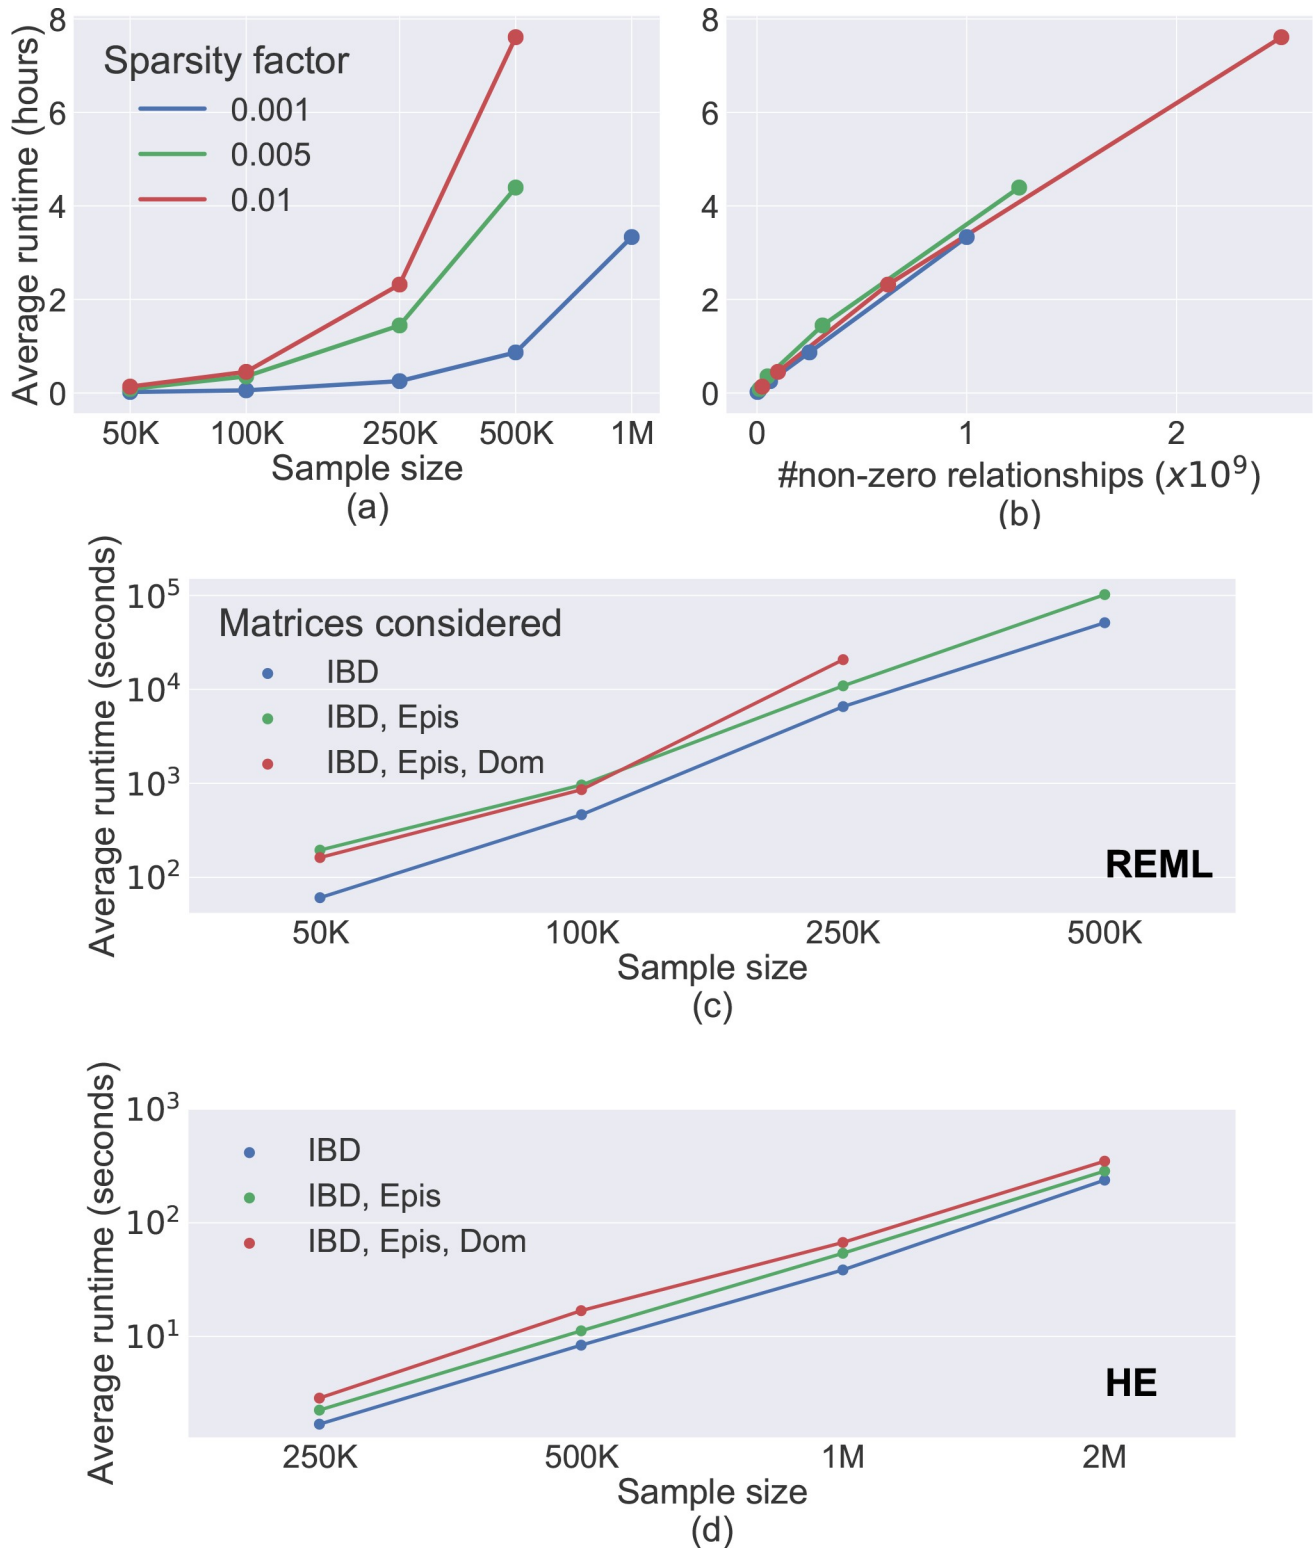 8
6
4
2
0
Average runtime (hours)
Sparsity factor
0.001
0.005
0.01
50K 100K 250K 500K 1M
Sample size
(a)
8
6
4
2
0
0 1 2
#non-zero relationships (x10⁹)
(b)
10⁵
10⁴
10³
10²
Average runtime (seconds)
Matrices considered
IBD
IBD, Epis
IBD, Epis, Dom
REML
50K 100K 250K 500K
Sample size
(c)
10³
10²
10¹
Average runtime (seconds)
IBD
IBD, Epis
IBD, Epis, Dom
HE
250K 500K 1M 2M
Sample size
(d)